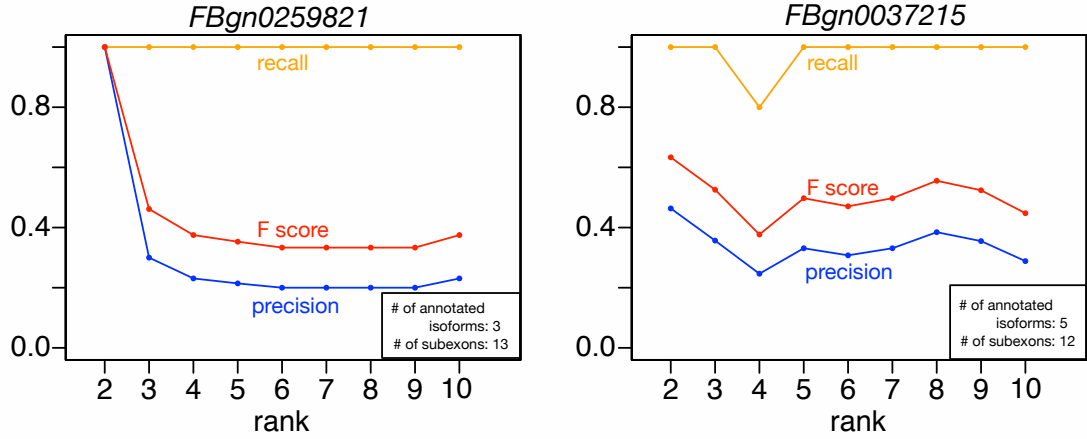 FBgn0259821
recall
0.8
F score
0.4
precision
# of annotated
isoforms: 3
# of subexons: 13
0.0
2 3 4 5 6 7 8 9 10
rank
FBgn0037215
recall
0.8
F score
0.4
precision
# of annotated
isoforms: 5
# of subexons: 12
0.0
2 3 4 5 6 7 8 9 10
rank